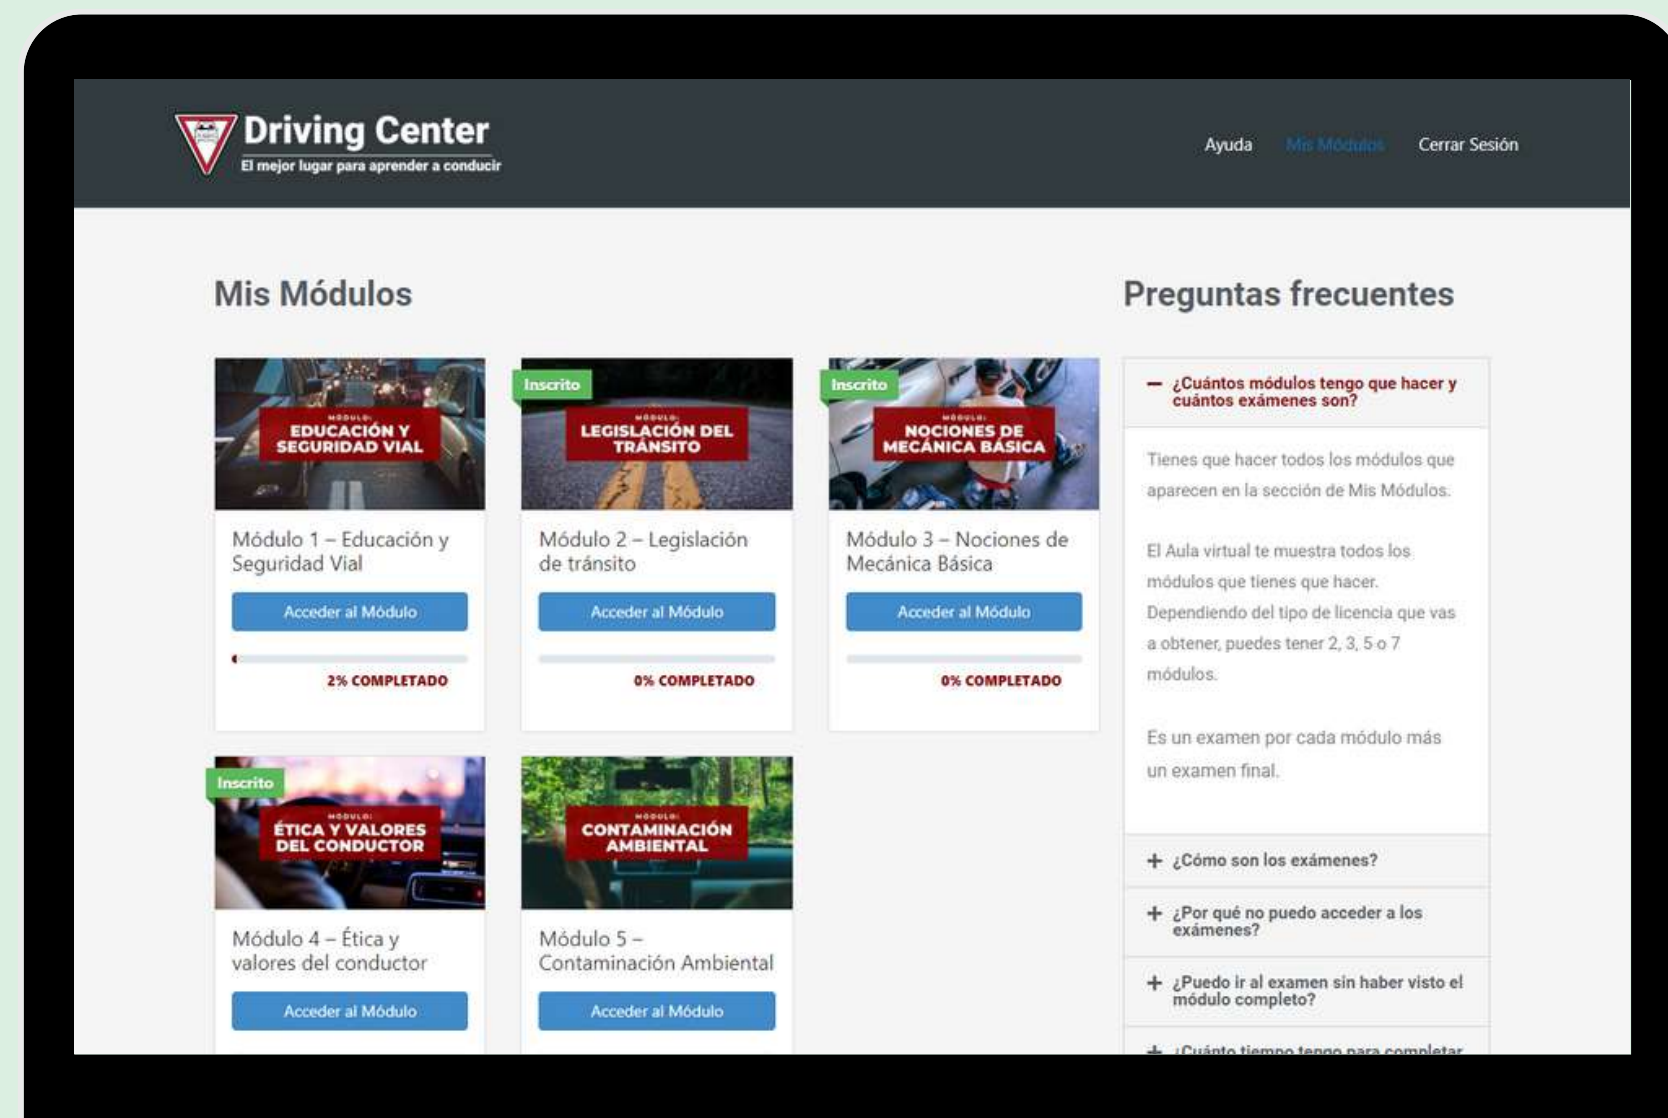 Driving Center
El mejor lugar para aprender a conducir
Ayuda Mis Módulos Cerrar Sesión
Mis Módulos
MÓDULO:
EDUCACIÓN Y
SEGURIDAD VIAL
Módulo 1 – Educación y
Seguridad Vial
Acceder al Módulo
2% COMPLETADO
Inscrito
MÓDULO:
LEGISLACIÓN DEL
TRÁNSITO
Módulo 2 – Legislación
de tránsito
Acceder al Módulo
0% COMPLETADO
Inscrito
MÓDULO:
NOCIONES DE
MECÁNICA BÁSICA
Módulo 3 – Nociones de
Mecánica Básica
Acceder al Módulo
0% COMPLETADO
Inscrito
MÓDULO:
ÉTICA Y VALORES
DEL CONDUCTOR
Módulo 4 – Ética y
valores del conductor
Acceder al Módulo
MÓDULO:
CONTAMINACIÓN
AMBIENTAL
Módulo 5 –
Contaminación Ambiental
Acceder al Módulo
Preguntas frecuentes
¿Cuántos módulos tengo que hacer y
cuántos exámenes son?
Tienes que hacer todos los módulos que
aparecen en la sección de Mis Módulos.
El Aula virtual te muestra todos los
módulos que tienes que hacer.
Dependiendo del tipo de licencia que vas
a obtener, puedes tener 2, 3, 5 o 7
módulos.
Es un examen por cada módulo más
un examen final.
¿Cómo son los exámenes?
¿Por qué no puedo acceder a los
exámenes?
¿Puedo ir al examen sin haber visto el
módulo completo?
¿Cuánto tiempo tengo para completar